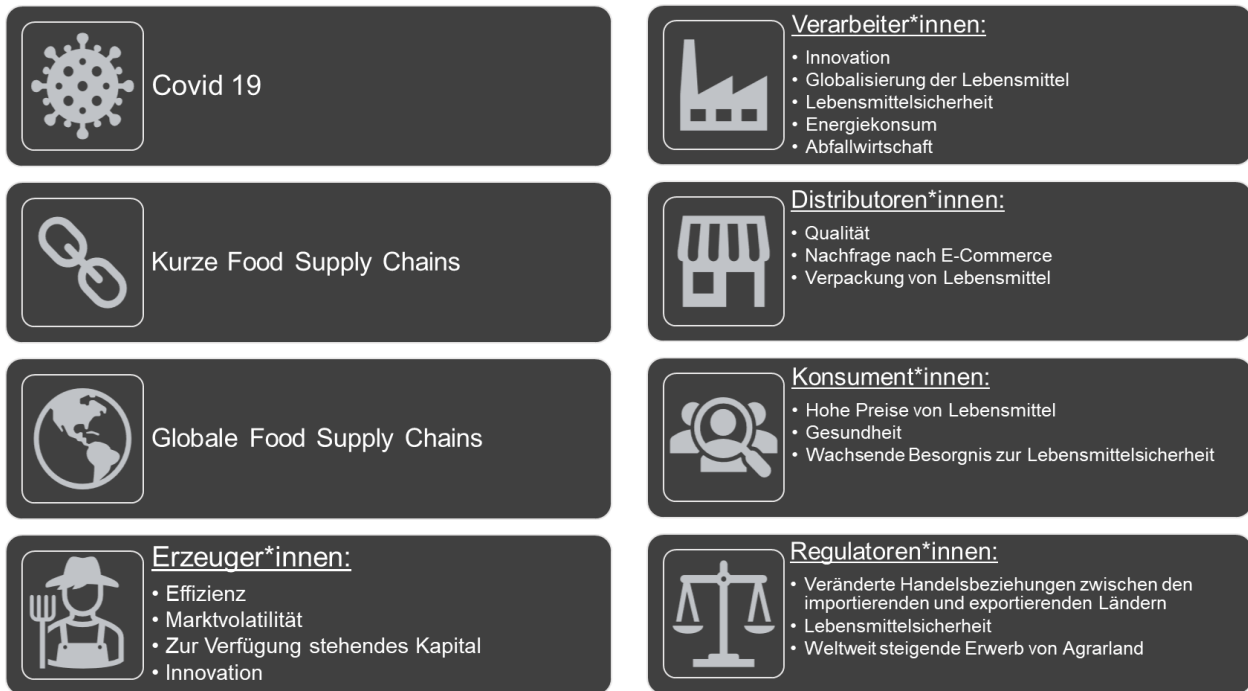 Covid 19
Kurze Food Supply Chains
Globale Food Supply Chains
Erzeuger*innen:
• Effizienz
• Marktvolatilität
• Zur Verfügung stehendes Kapital
• Innovation
Verarbeiter*innen:
• Innovation
• Globalisierung der Lebensmittel
• Lebensmittelsicherheit
• Energiekonsum
• Abfallwirtschaft
Distributoren*innen:
• Qualität
• Nachfrage nach E-Commerce
• Verpackung von Lebensmittel
Konsument*innen:
• Hohe Preise von Lebensmittel
• Gesundheit
• Wachsende Besorgnis zur Lebensmittelsicherheit
Regulatoren*innen:
• Veränderte Handelsbeziehungen zwischen den
importierenden und exportierenden Ländern
• Lebensmittelsicherheit
• Weltweit steigende Erwerb von Agrarland